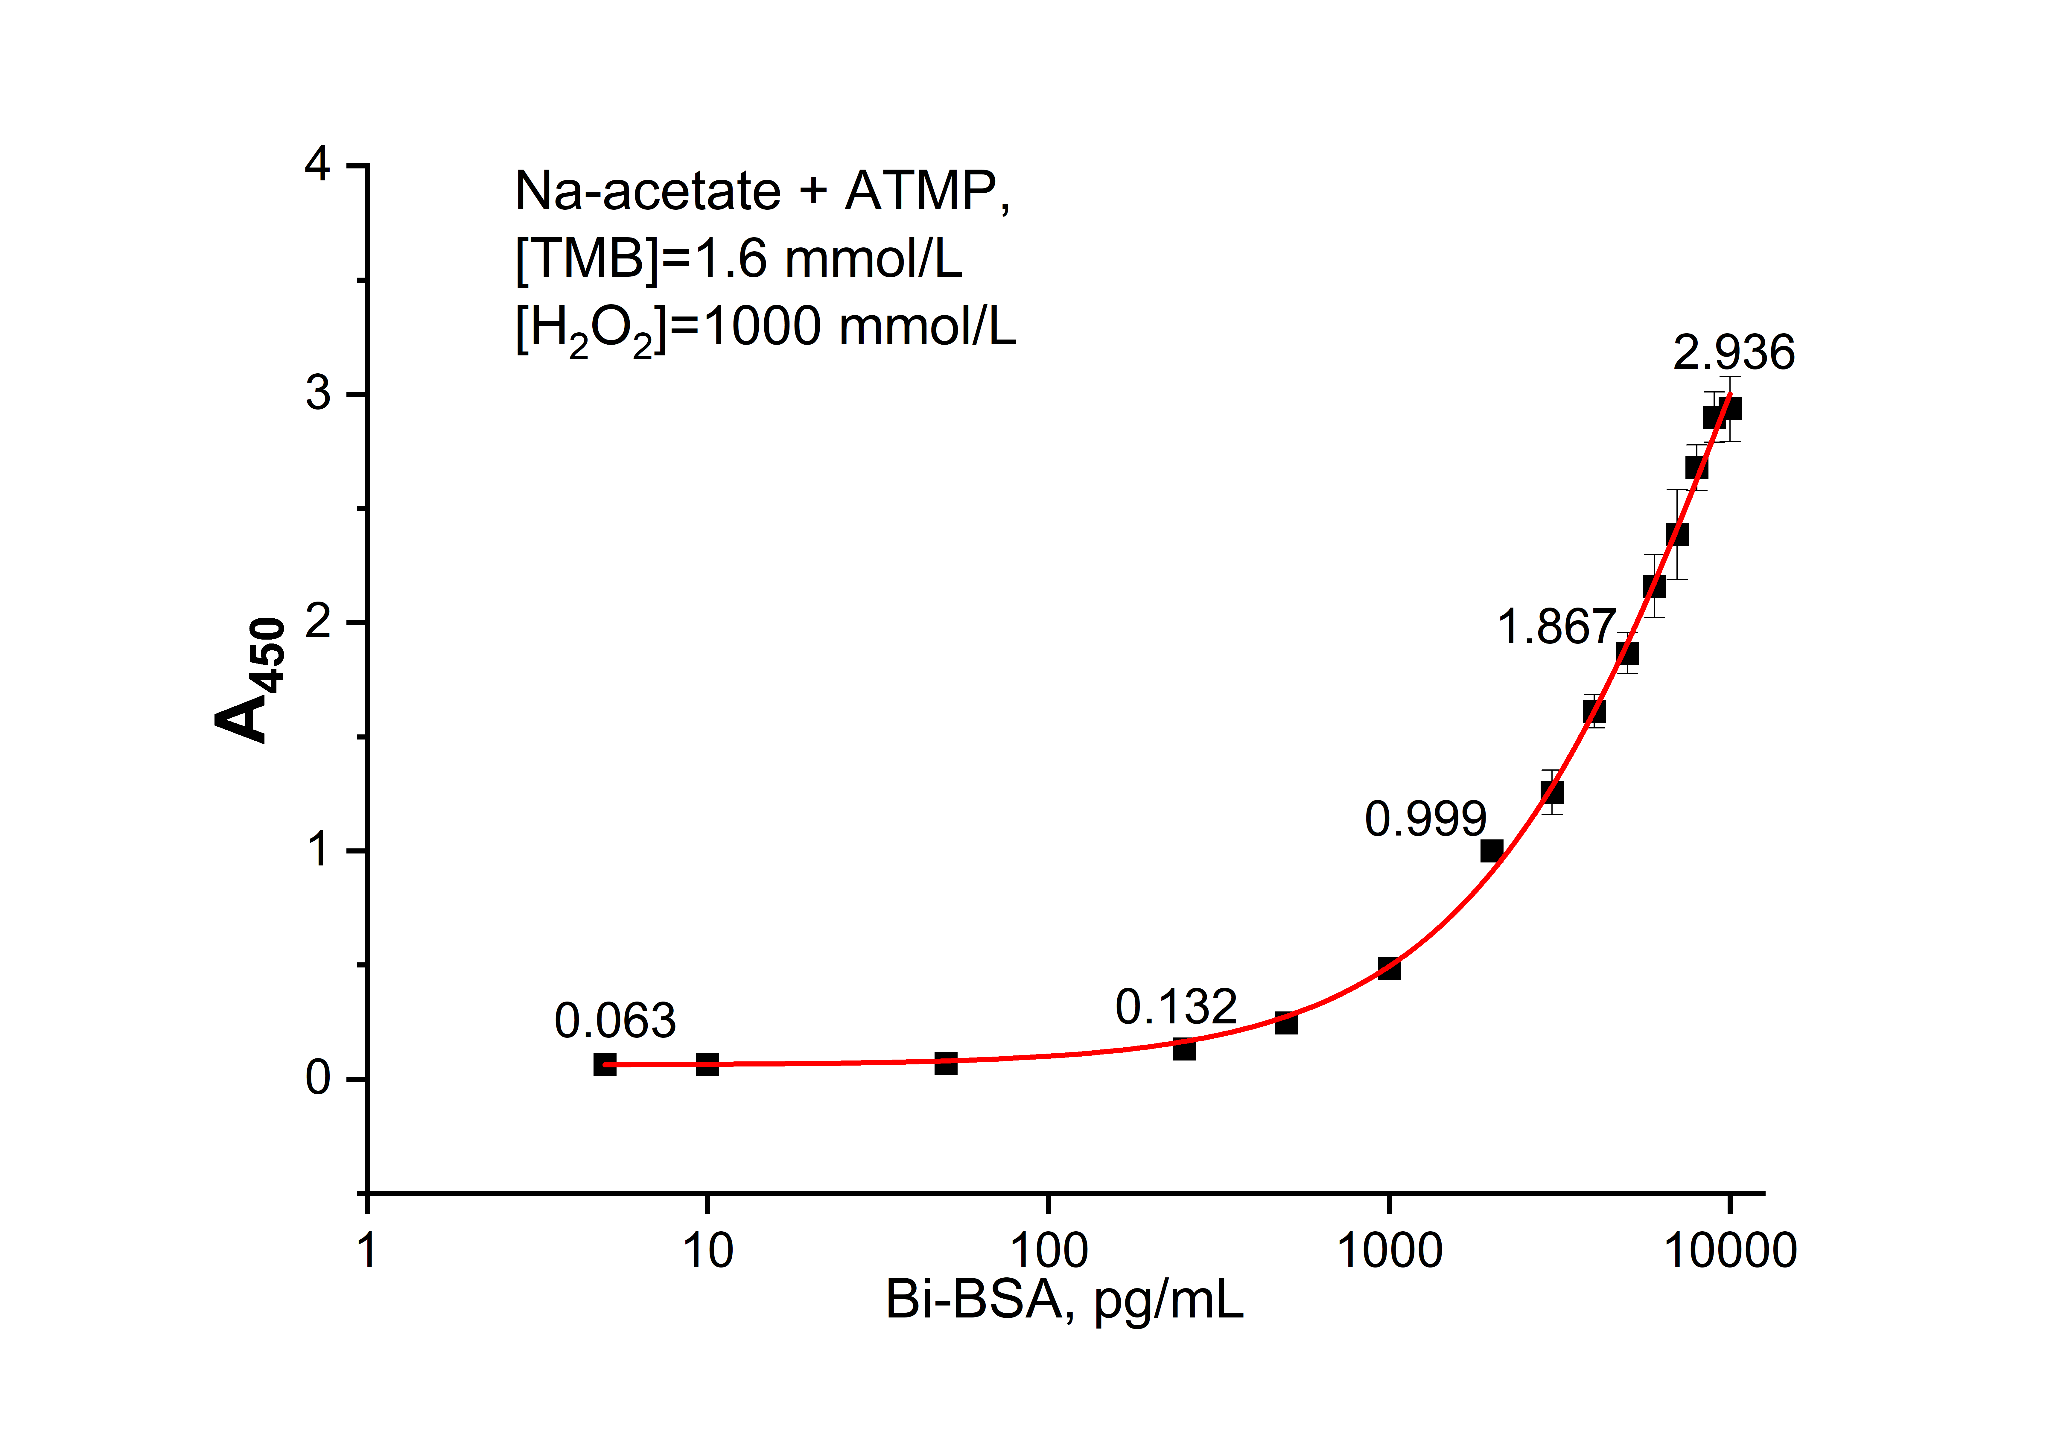 Na-acetate + ATMP,
[TMB]=1.6 mmol/L
[H₂O₂]=1000 mmol/L
4
3
2
1
0
A₄₅₀
2.936
1.867
0.999
0.132
0.063
1 10 100 1000 10000
Bi-BSA, pg/mL